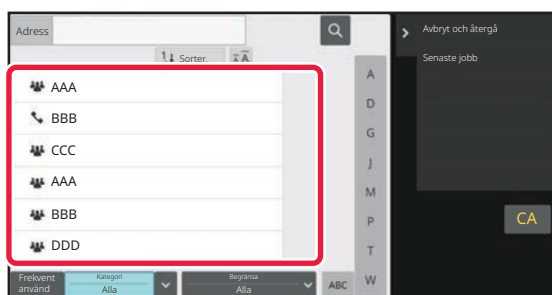 Adress
Sorter.
AAA
BBB
CCC
AAA
BBB
DDD
A
D
G
J
M
P
T
W
Frekvent
använd
Kategori
Alla
Begränsa
Alla
ABC
Avbryt och återgå
Senaste jobb
CA